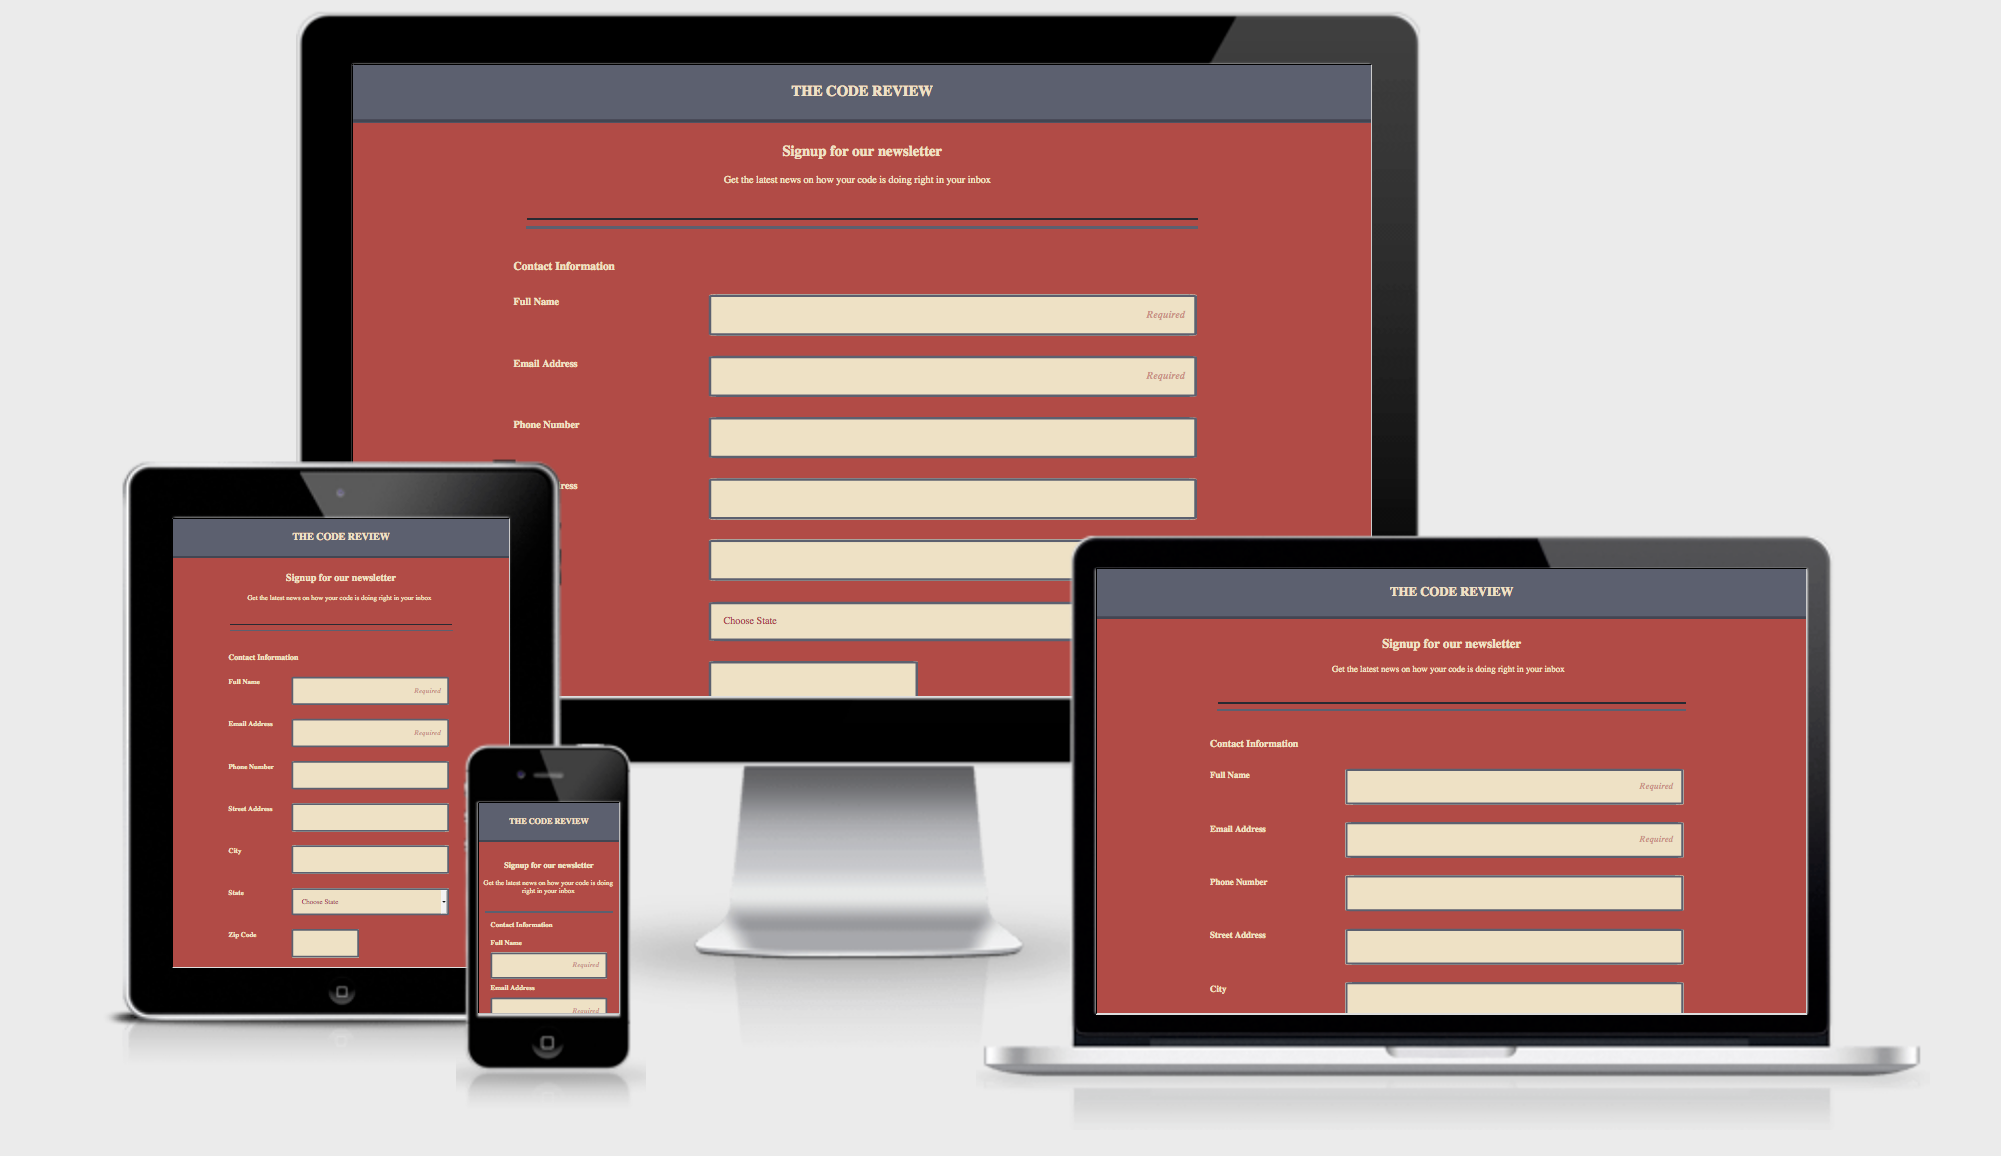 THE CODE REVIEW
Signup for our newsletter
Get the latest news on how your code is doing right in your inbox
Contact Information
Full Name
Required
Email Address
Required
Phone Number
ress
Choose State
THE CODE REVIEW
Signup for our newsletter
Get the latest news on how your code is doing right in your inbox
Contact Information
Full Name
Required
Email Address
Required
Phone Number
Street Address
City
State
Choose State
Zip Code
THE CODE REVIEW
Signup for our newsletter
Get the latest news on how your code is doing
right in your inbox
Contact Information
Full Name
Required
Email Address
Required
THE CODE REVIEW
Signup for our newsletter
Get the latest news on how your code is doing right in your inbox
Contact Information
Full Name
Required
Email Address
Required
Phone Number
Street Address
City